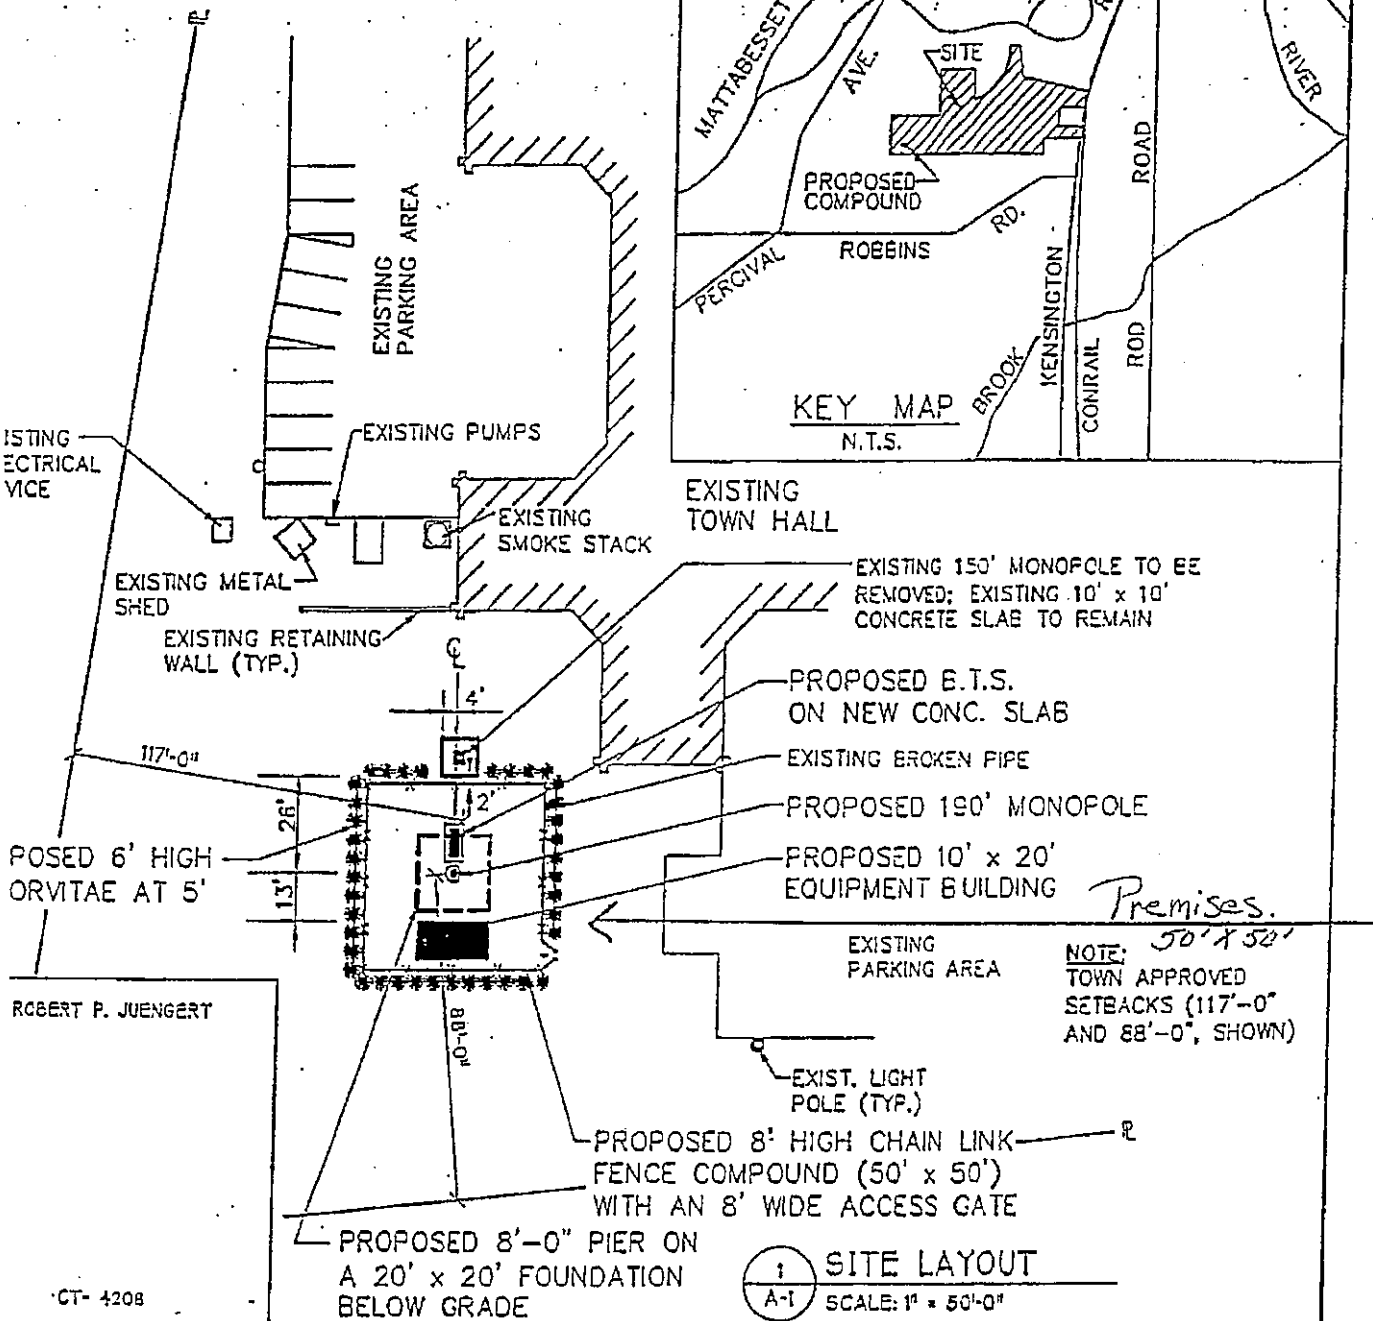 MATTABESSET
AVE.
SITE
RIVER
PROPOSED
COMPOUND
ROAD
RD.
ROBBINS
PERCIVAL
KENSINGTON
BROOK
CONRAIL
ROD
KEY MAP
N.T.S.
EXISTING
PARKING AREA
ISTING
ECTRICAL
VICE
EXISTING PUMPS
EXISTING
TOWN HALL
EXISTING
SMOKE STACK
EXISTING METAL
SHED
EXISTING 150' MONOPOLE TO BE
REMOVED; EXISTING 10' x 10'
CONCRETE SLAB TO REMAIN
EXISTING RETAINING
WALL (TYP.)
4'
PROPOSED B.T.S.
ON NEW CONC. SLAB
117'-0"
EXISTING BROKEN PIPE
2'
26'
PROPOSED 190' MONOPOLE
POSED 6' HIGH
ORVITAE AT 5'
13'
PROPOSED 10' x 20'
EQUIPMENT BUILDING
Premises.
50' X 50'
EXISTING
PARKING AREA
NOTE:
TOWN APPROVED
SETBACKS (117'-0"
AND 88'-0", SHOWN)
ROBERT P. JUENGERT
88'-0"
EXIST. LIGHT
POLE (TYP.)
PROPOSED 8' HIGH CHAIN LINK
FENCE COMPOUND (50' x 50')
WITH AN 8' WIDE ACCESS GATE
PROPOSED 8'-0" PIER ON
A 20' x 20' FOUNDATION
BELOW GRADE
1
A-1
SITE LAYOUT
SCALE: 1" = 50'-0"
CT- 4208